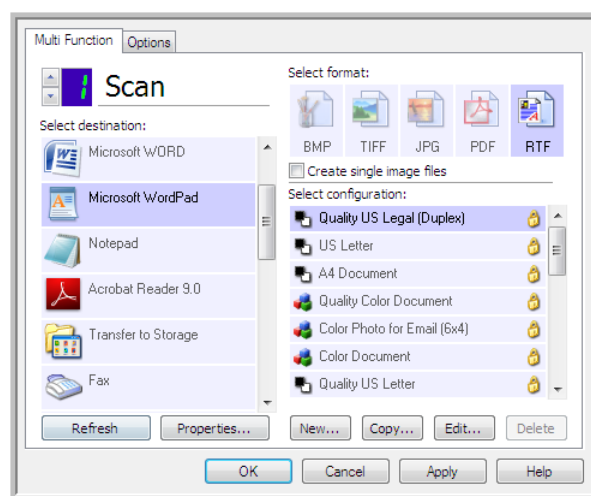 Multi Function
Options
1 Scan
Select destination:
Microsoft WORD
Microsoft WordPad
Notepad
Acrobat Reader 9.0
Transfer to Storage
Fax
Refresh
Properties...
Select format:
BMP TIFF JPG PDF RTF
Create single image files
Select configuration:
Quality US Legal (Duplex)
US Letter
A4 Document
Quality Color Document
Color Photo for Email (6x4)
Color Document
Quality US Letter
New... Copy... Edit... Delete
OK Cancel Apply Help